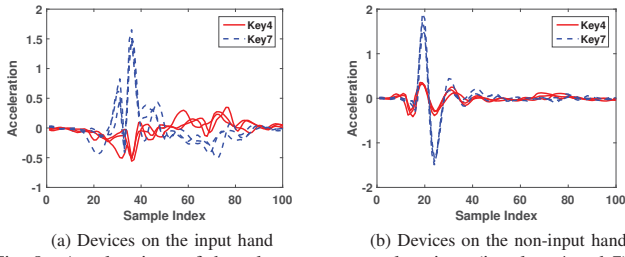 2
1.5
1
0.5
0
-0.5
-1
0 20 40 60 80 100
Acceleration
Sample Index
Key4
Key7
(a) Devices on the input hand
2
1
0
-1
-2
0 20 40 60 80 100
Acceleration
Sample Index
Key4
Key7
(b) Devices on the non-input hand